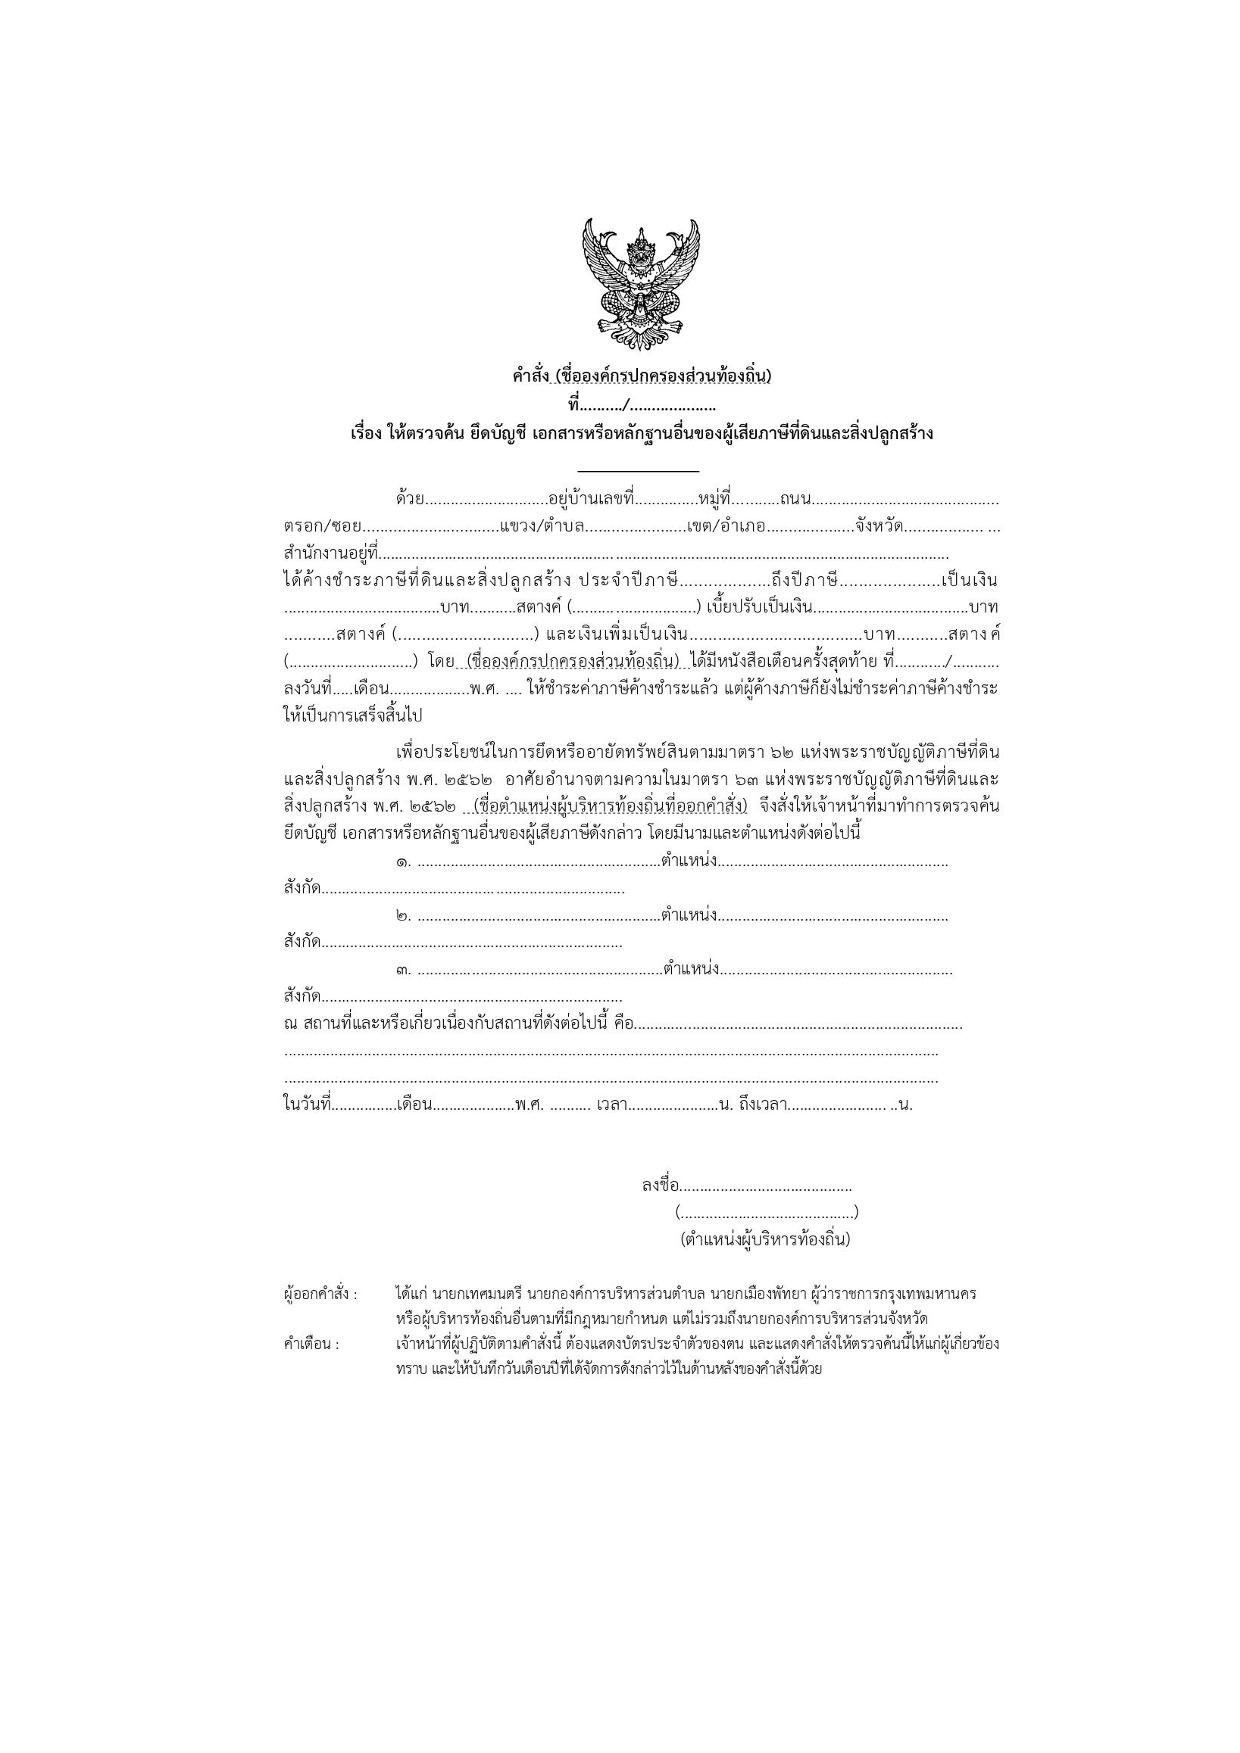 คำสั่ง (ชื่อองค์กรปกครองส่วนท้องถิ่น)
ที่........../....................
เรื่อง ให้ตรวจค้น ยึดบัญชี เอกสารหรือหลักฐานอื่นของผู้เสียภาษีที่ดินและสิ่งปลูกสร้าง
ด้วย.............................อยู่บ้านเลขที่...............หมู่ที่...........ถนน............................................
ตรอก/ซอย...............................แขวง/ตำบล.......................เขต/อำเภอ....................จังหวัด.................. ...
สำนักงานอยู่ที่........................................................................................................................................
ได้ค้างชำระภาษีที่ดินและสิ่งปลูกสร้าง ประจำปีภาษี...................ถึงปีภาษี.....................เป็นเงิน
.....................................บาท...........สตางค์ (.............................) เบี้ยปรับเป็นเงิน.....................................บาท
...........สตางค์ (............................) และเงินเพิ่มเป็นเงิน....................................บาท...........สตางค์
(.............................) โดย (ชื่อองค์กรปกครองส่วนท้องถิ่น) ได้มีหนังสือเตือนครั้งสุดท้าย ที่............/...........
ลงวันที่.....เดือน...................พ.ศ. .... ให้ชำระค่าภาษีค้างชำระแล้ว แต่ผู้ค้างภาษีก็ยังไม่ชำระค่าภาษีค้างชำระ
ให้เป็นการเสร็จสิ้นไป
เพื่อประโยชน์ในการยึดหรืออายัดทรัพย์สินตามมาตรา ๖๒ แห่งพระราชบัญญัติภาษีที่ดิน
และสิ่งปลูกสร้าง พ.ศ. ๒๕๖๒ อาศัยอำนาจตามความในมาตรา ๖๓ แห่งพระราชบัญญัติภาษีที่ดินและ
สิ่งปลูกสร้าง พ.ศ. ๒๕๖๒ (ชื่อตำแหน่งผู้บริหารท้องถิ่นที่ออกคำสั่ง) จึงสั่งให้เจ้าหน้าที่มาทำการตรวจค้น
ยึดบัญชี เอกสารหรือหลักฐานอื่นของผู้เสียภาษีดังกล่าว โดยมีนามและตำแหน่งดังต่อไปนี้
๑. ...........................................................ตำแหน่ง........................................................
สังกัด.........................................................................
๒. ...........................................................ตำแหน่ง........................................................
สังกัด.........................................................................
๓. ...........................................................ตำแหน่ง........................................................
สังกัด.........................................................................
ณ สถานที่และหรือเกี่ยวเนื่องกับสถานที่ดังต่อไปนี้ คือ...............................................................................
..............................................................................................................................................................
..............................................................................................................................................................
ในวันที่................เดือน....................พ.ศ. .......... เวลา......................น. ถึงเวลา........................ ..น.
ลงชื่อ..........................................
(..........................................)
(ตำแหน่งผู้บริหารท้องถิ่น)
ผู้ออกคำสั่ง : ได้แก่ นายกเทศมนตรี นายกองค์การบริหารส่วนตำบล นายกเมืองพัทยา ผู้ว่าราชการกรุงเทพมหานคร
หรือผู้บริหารท้องถิ่นอื่นตามที่มีกฎหมายกำหนด แต่ไม่รวมถึงนายกองค์การบริหารส่วนจังหวัด
คำเตือน : เจ้าหน้าที่ผู้ปฏิบัติตามคำสั่งนี้ ต้องแสดงบัตรประจำตัวของตน และแสดงคำสั่งให้ตรวจค้นนี้ให้แก่ผู้เกี่ยวข้อง
ทราบ และให้บันทึกวันเดือนปีที่ได้จัดการดังกล่าวไว้ในด้านหลังของคำสั่งนี้ด้วย